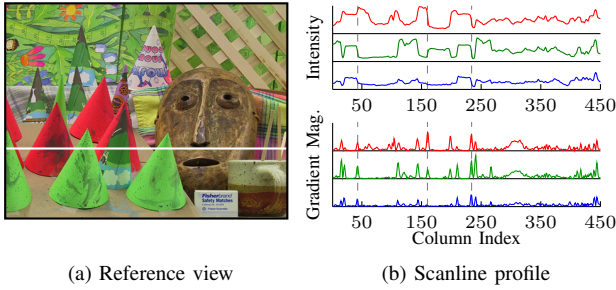 Fisherbrand
Safety Matches
Intensity
50 150 250 350 450
Gradient Mag.
50 150 250 350 450
Column Index
(a) Reference view
(b) Scanline profile